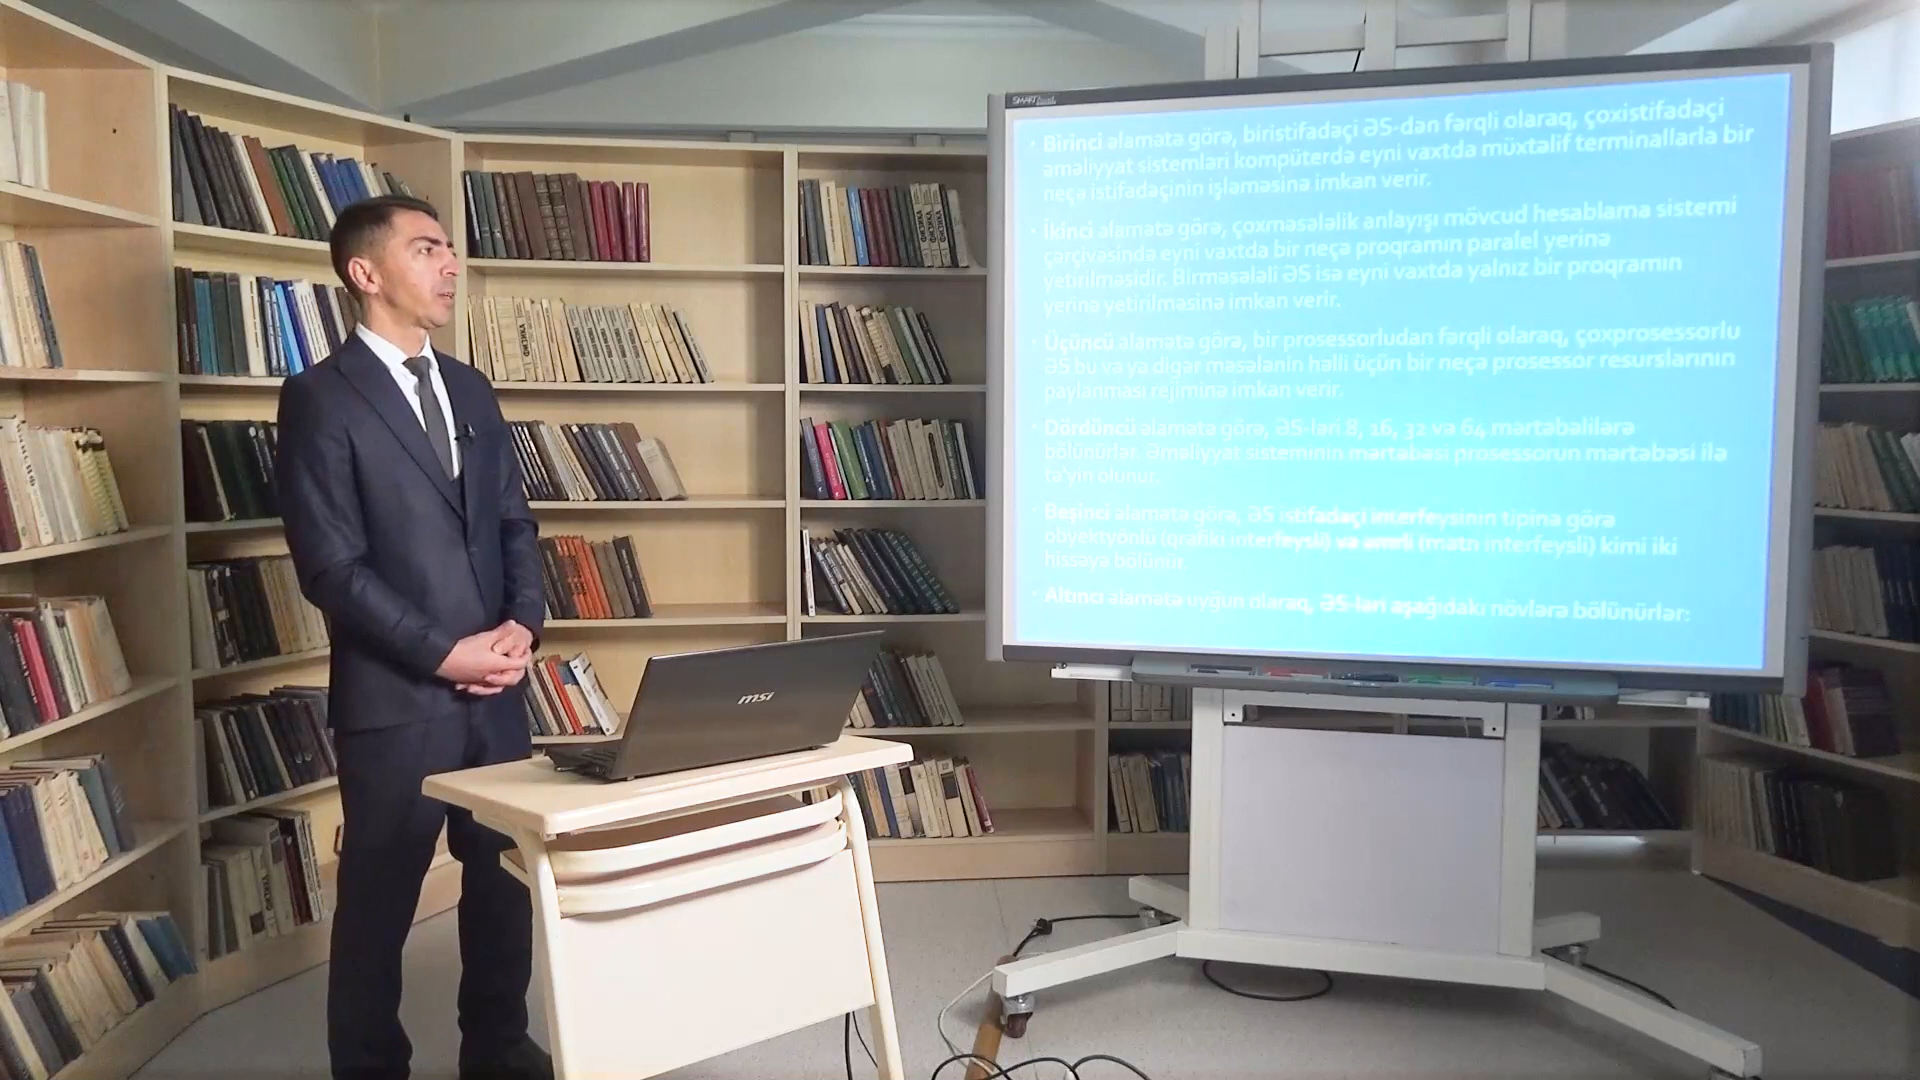 SMART
Birinci əlamətə görə, biristifadəçi ƏS-dən fərqli olaraq, çoxistifadəçi
əməliyyat sistemləri kompüterdə eyni vaxtda müxtəlif terminallarla bir
neçə istifadəçinin işləməsinə imkan verir.
İkinci əlamətə görə, çoxməsələlik anlayışı mövcud hesablama sistemi
çərçivəsində eyni vaxtda bir neçə proqramın paralel yerinə
yetirilməsidir. Birməsələli ƏS isə eyni vaxtda yalnız bir proqramın
yerinə yetirilməsinə imkan verir.
Üçüncü əlamətə görə, bir prosessorludan fərqli olaraq, çoxprosessorlu
ƏS bu və ya digər məsələnin həlli üçün bir neçə prosessor resurslarının
paylanması rejiminə imkan verir.
Dördüncü əlamətə görə, ƏS-ləri 8, 16, 32 və 64 mərtəbəlilərə
bölünürlər. Əməliyyat sisteminin mərtəbəsi prosessorun mərtəbəsi ilə
tə'yin olunur.
Beşinci əlamətə görə, ƏS istifadəçi interfeysinin tipinə görə
obyektyönlü (qrafiki interfeysli) və əmrli (mətn interfeysli) kimi iki
hissəyə bölünür.
Altıncı əlamətə uyğun olaraq, ƏS-ləri aşağıdakı növlərə bölünürlər:
msi